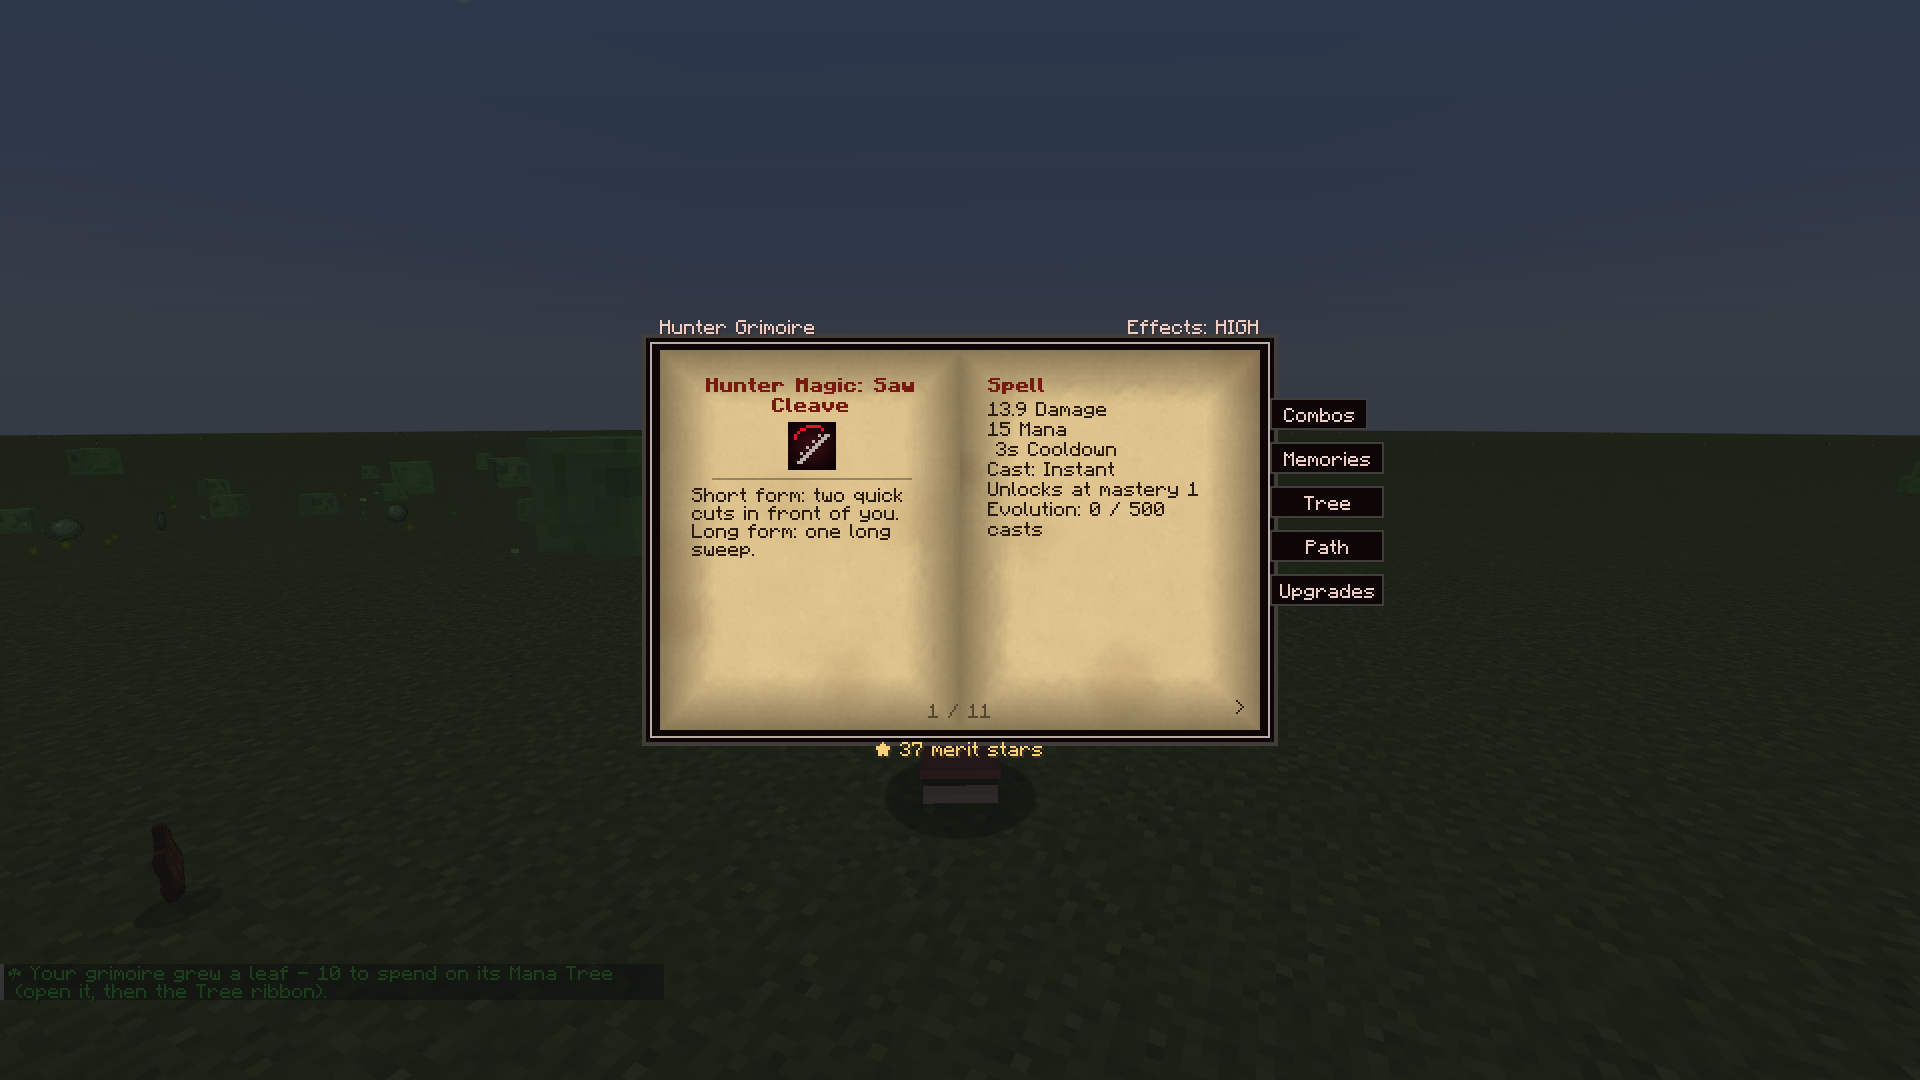 Hunter Grimoire
Effects: HIGH
Hunter Magic: Saw
Cleave
Short form: two quick
cuts in front of you.
Long form: one long
sweep.
Spell
13.9 Damage
15 Mana
3s Cooldown
Cast: Instant
Unlocks at mastery 1
Evolution: 0 / 500
casts
1 / 11
>
Combos
Memories
Tree
Path
Upgrades
★ 37 merit stars
☘ Your grimoire grew a leaf – 10 to spend on its Mana Tree
(open it, then the Tree ribbon).